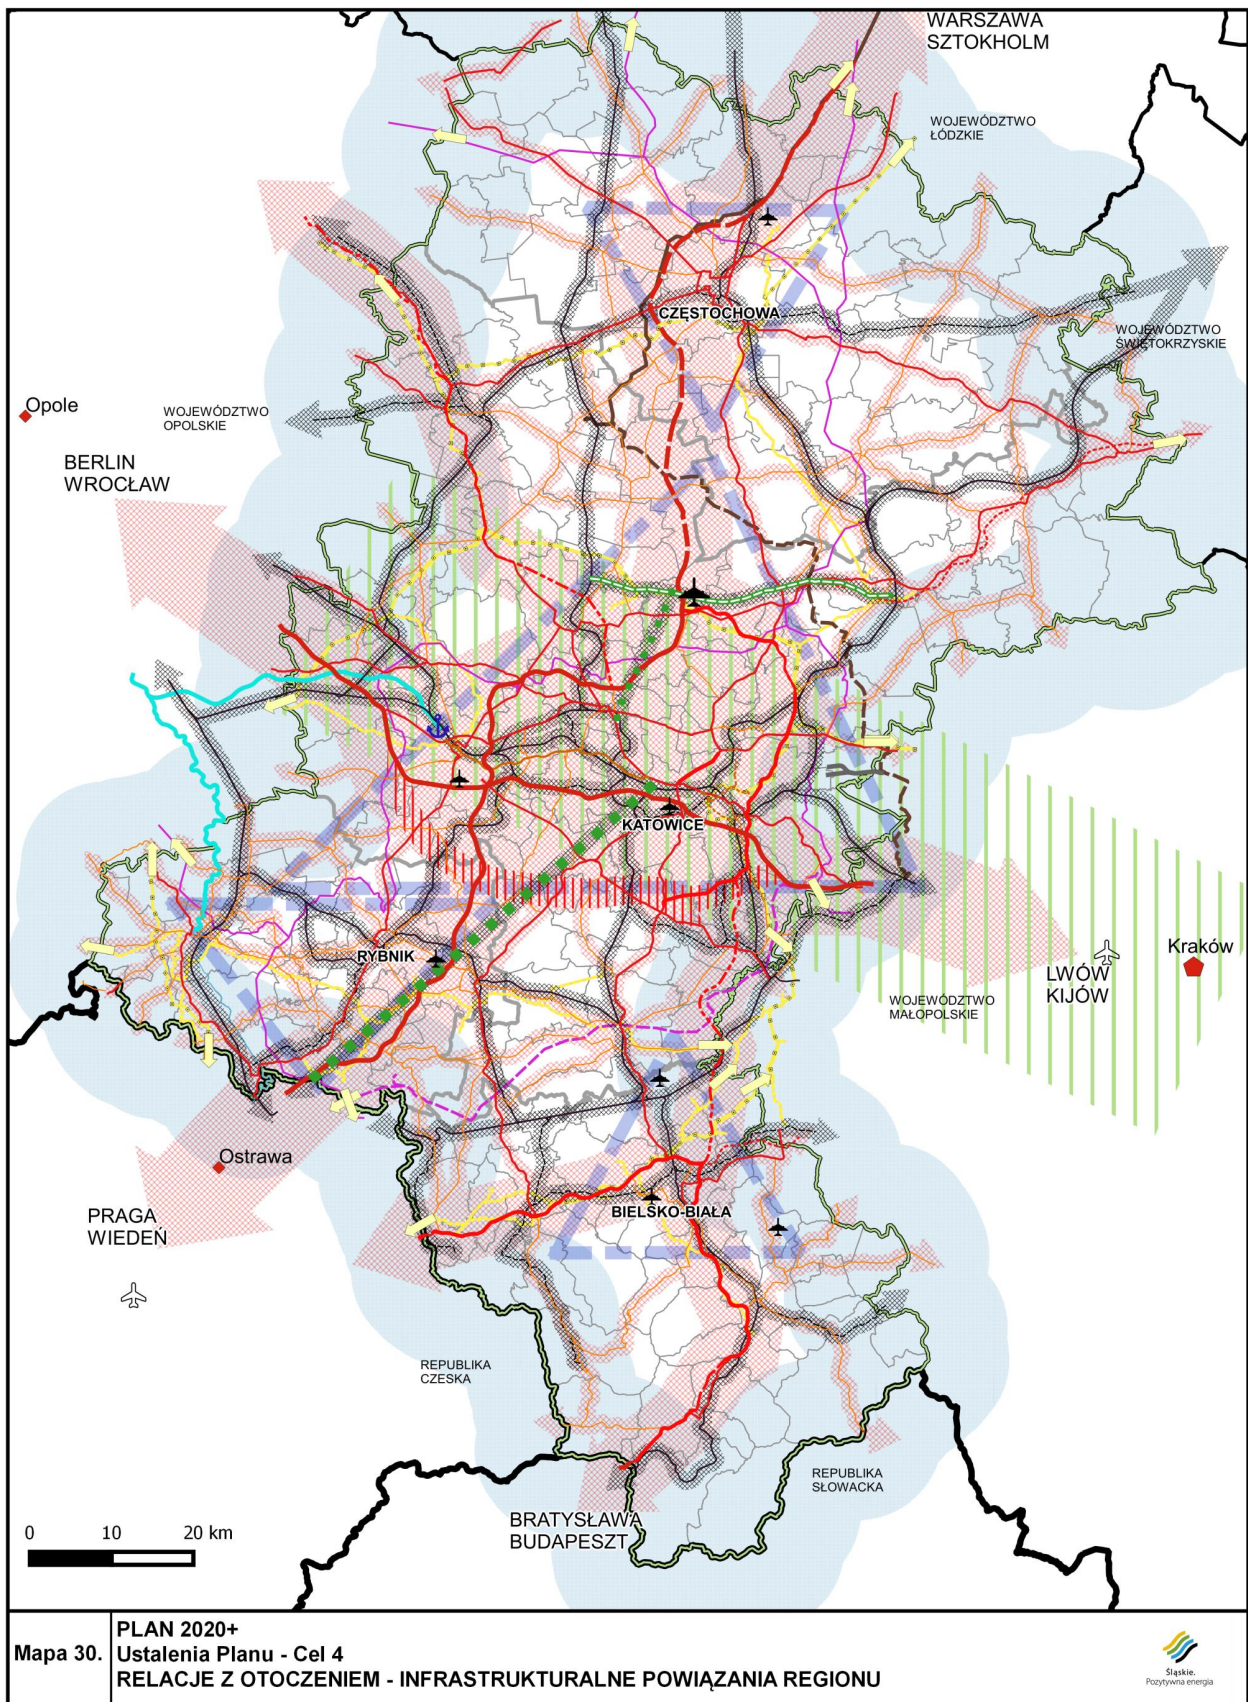 WARSZAWA
SZTOKHOLM
WOJEWÓDZTWO
ŁÓDZKIE
CZĘSTOCHOWA
WOJEWÓDZTWO
ŚWIĘTOKRZYSKIE
Opole
WOJEWÓDZTWO
OPOLSKIE
BERLIN
WROCŁAW
KATOWICE
RYBNIK
Kraków
LWÓW
KIJÓW
WOJEWÓDZTWO
MAŁOPOLSKIE
Ostrawa
PRAGA
WIEDEŃ
BIELSKO-BIAŁA
REPUBLIKA
CZESKA
REPUBLIKA
SŁOWACKA
BRATYSŁAWA
BUDAPESZT
0 10 20 km
Mapa 30.
PLAN 2020+
Ustalenia Planu - Cel 4
RELACJE Z OTOCZENIEM - INFRASTRUKTURALNE POWIĄZANIA REGIONU
Śląskie.
Pozytywna energia